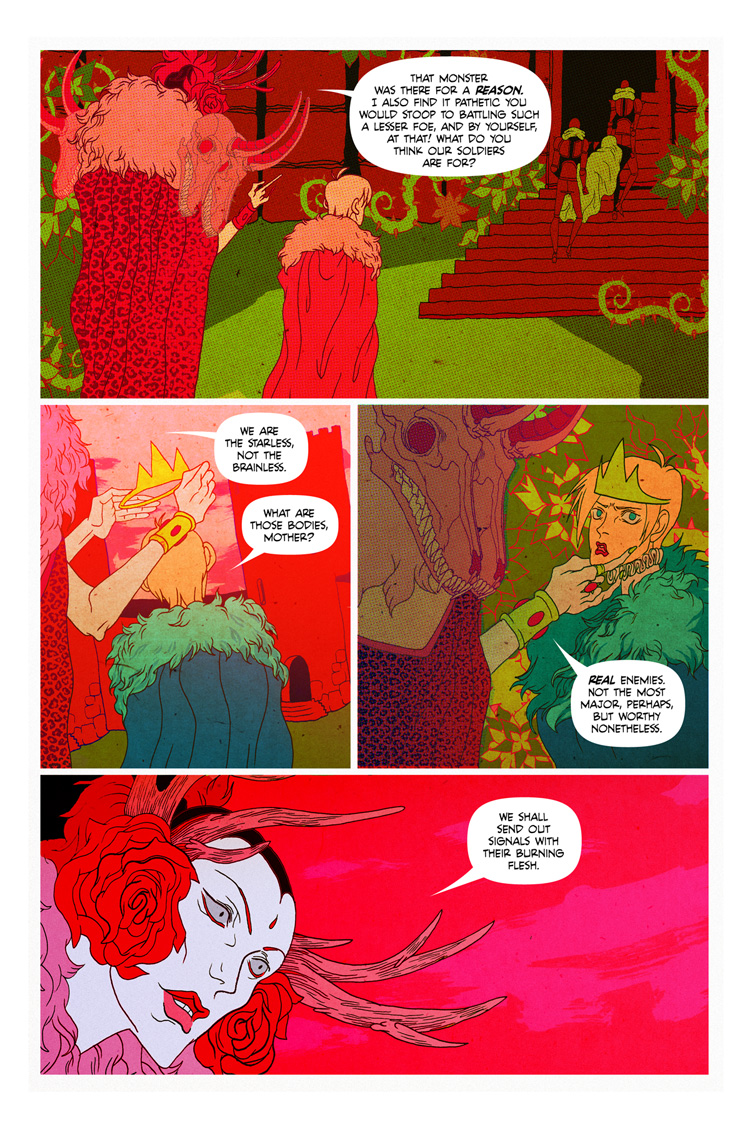 THAT MONSTER
WAS THERE FOR A REASON.
I ALSO FIND IT PATHETIC YOU
WOULD STOOP TO BATTLING SUCH
A LESSER FOE, AND BY YOURSELF,
AT THAT! WHAT DO YOU
THINK OUR SOLDIERS
ARE FOR?
WE ARE
THE STARLESS,
NOT THE
BRAINLESS.
WHAT ARE
THOSE BODIES,
MOTHER?
REAL ENEMIES.
NOT THE MOST
MAJOR, PERHAPS,
BUT WORTHY
NONETHELESS.
WE SHALL
SEND OUT
SIGNALS WITH
THEIR BURNING
FLESH.